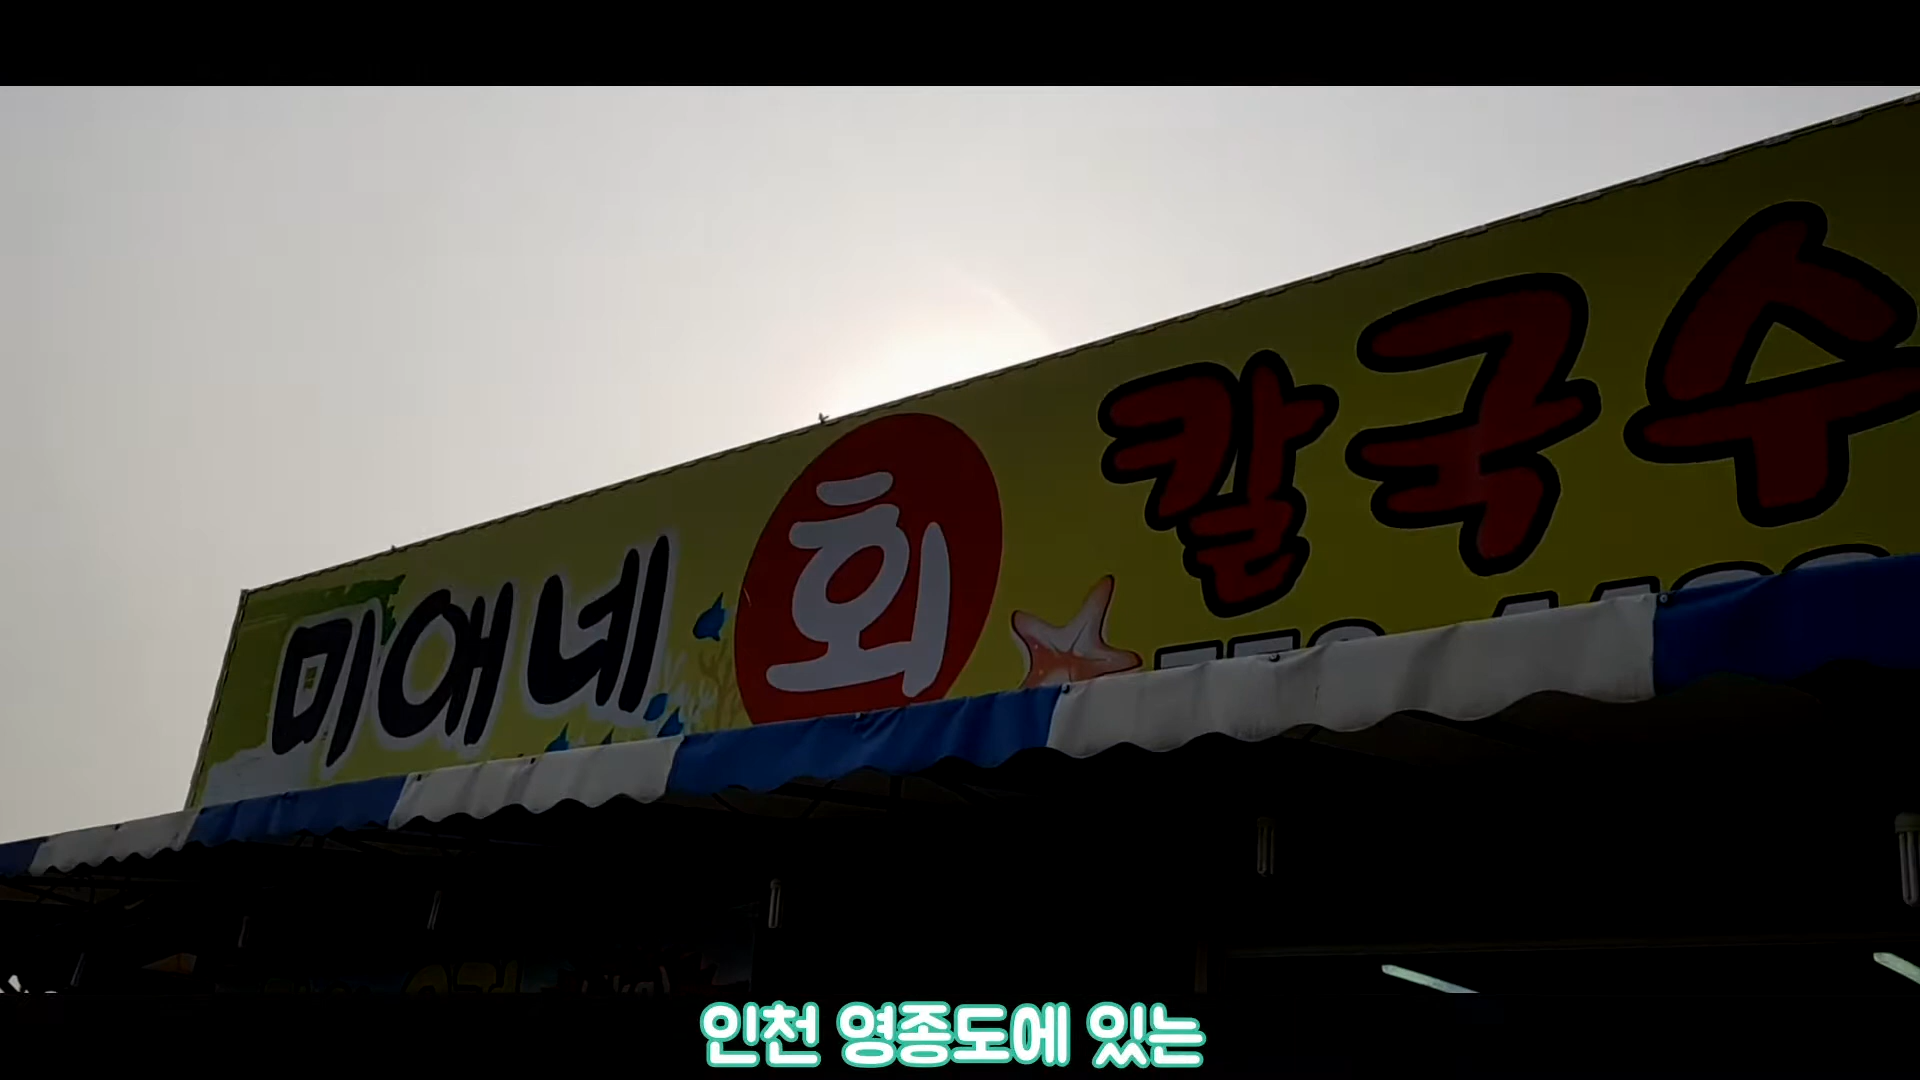 미애네 회 칼국수
인천 영종도에 있는